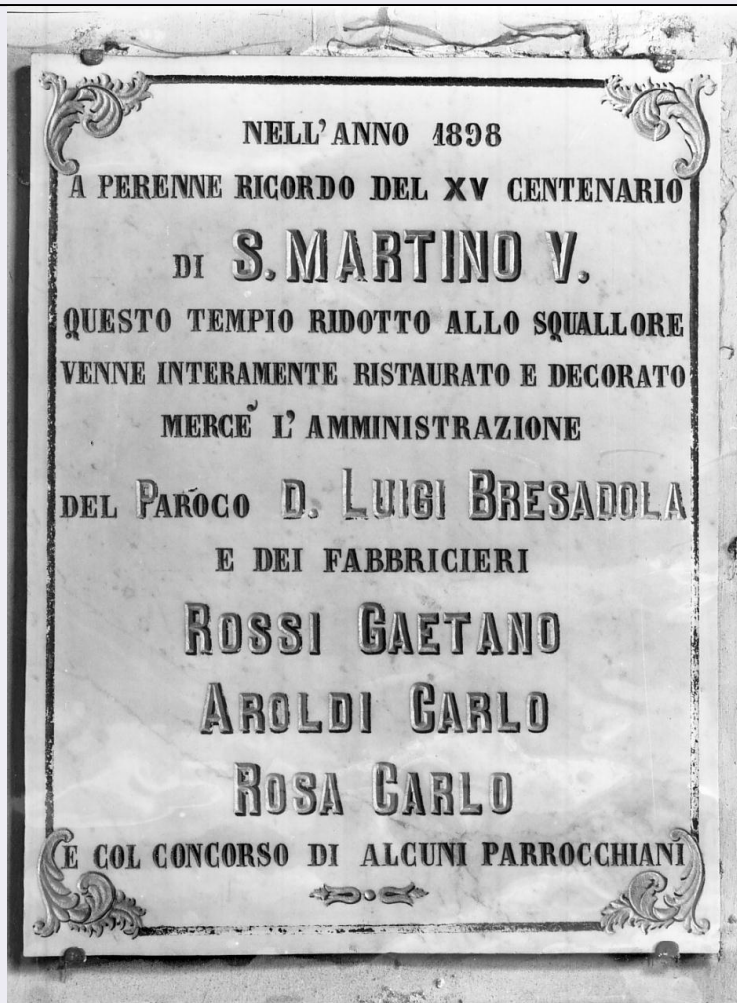 NELL' ANNO 1898
A PERENNE RICORDO DEL XV CENTENARIO
DI S. MARTINO V.
QUESTO TEMPIO RIDOTTO ALLO SQUALLORE
VENNE INTERAMENTE RISTAURATO E DECORATO
MERCE' L' AMMINISTRAZIONE
DEL PAROCO D. LUIGI BRESADOLA
E DEI FABBRICIERI
ROSSI GAETANO
AROLDI CARLO
ROSA CARLO
E COL CONCORSO DI ALCUNI PARROCCHIANI